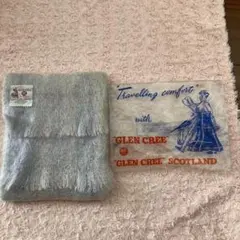 Travelling comfort
with
GLEN CREE
"GLEN CREE" SCOTLAND